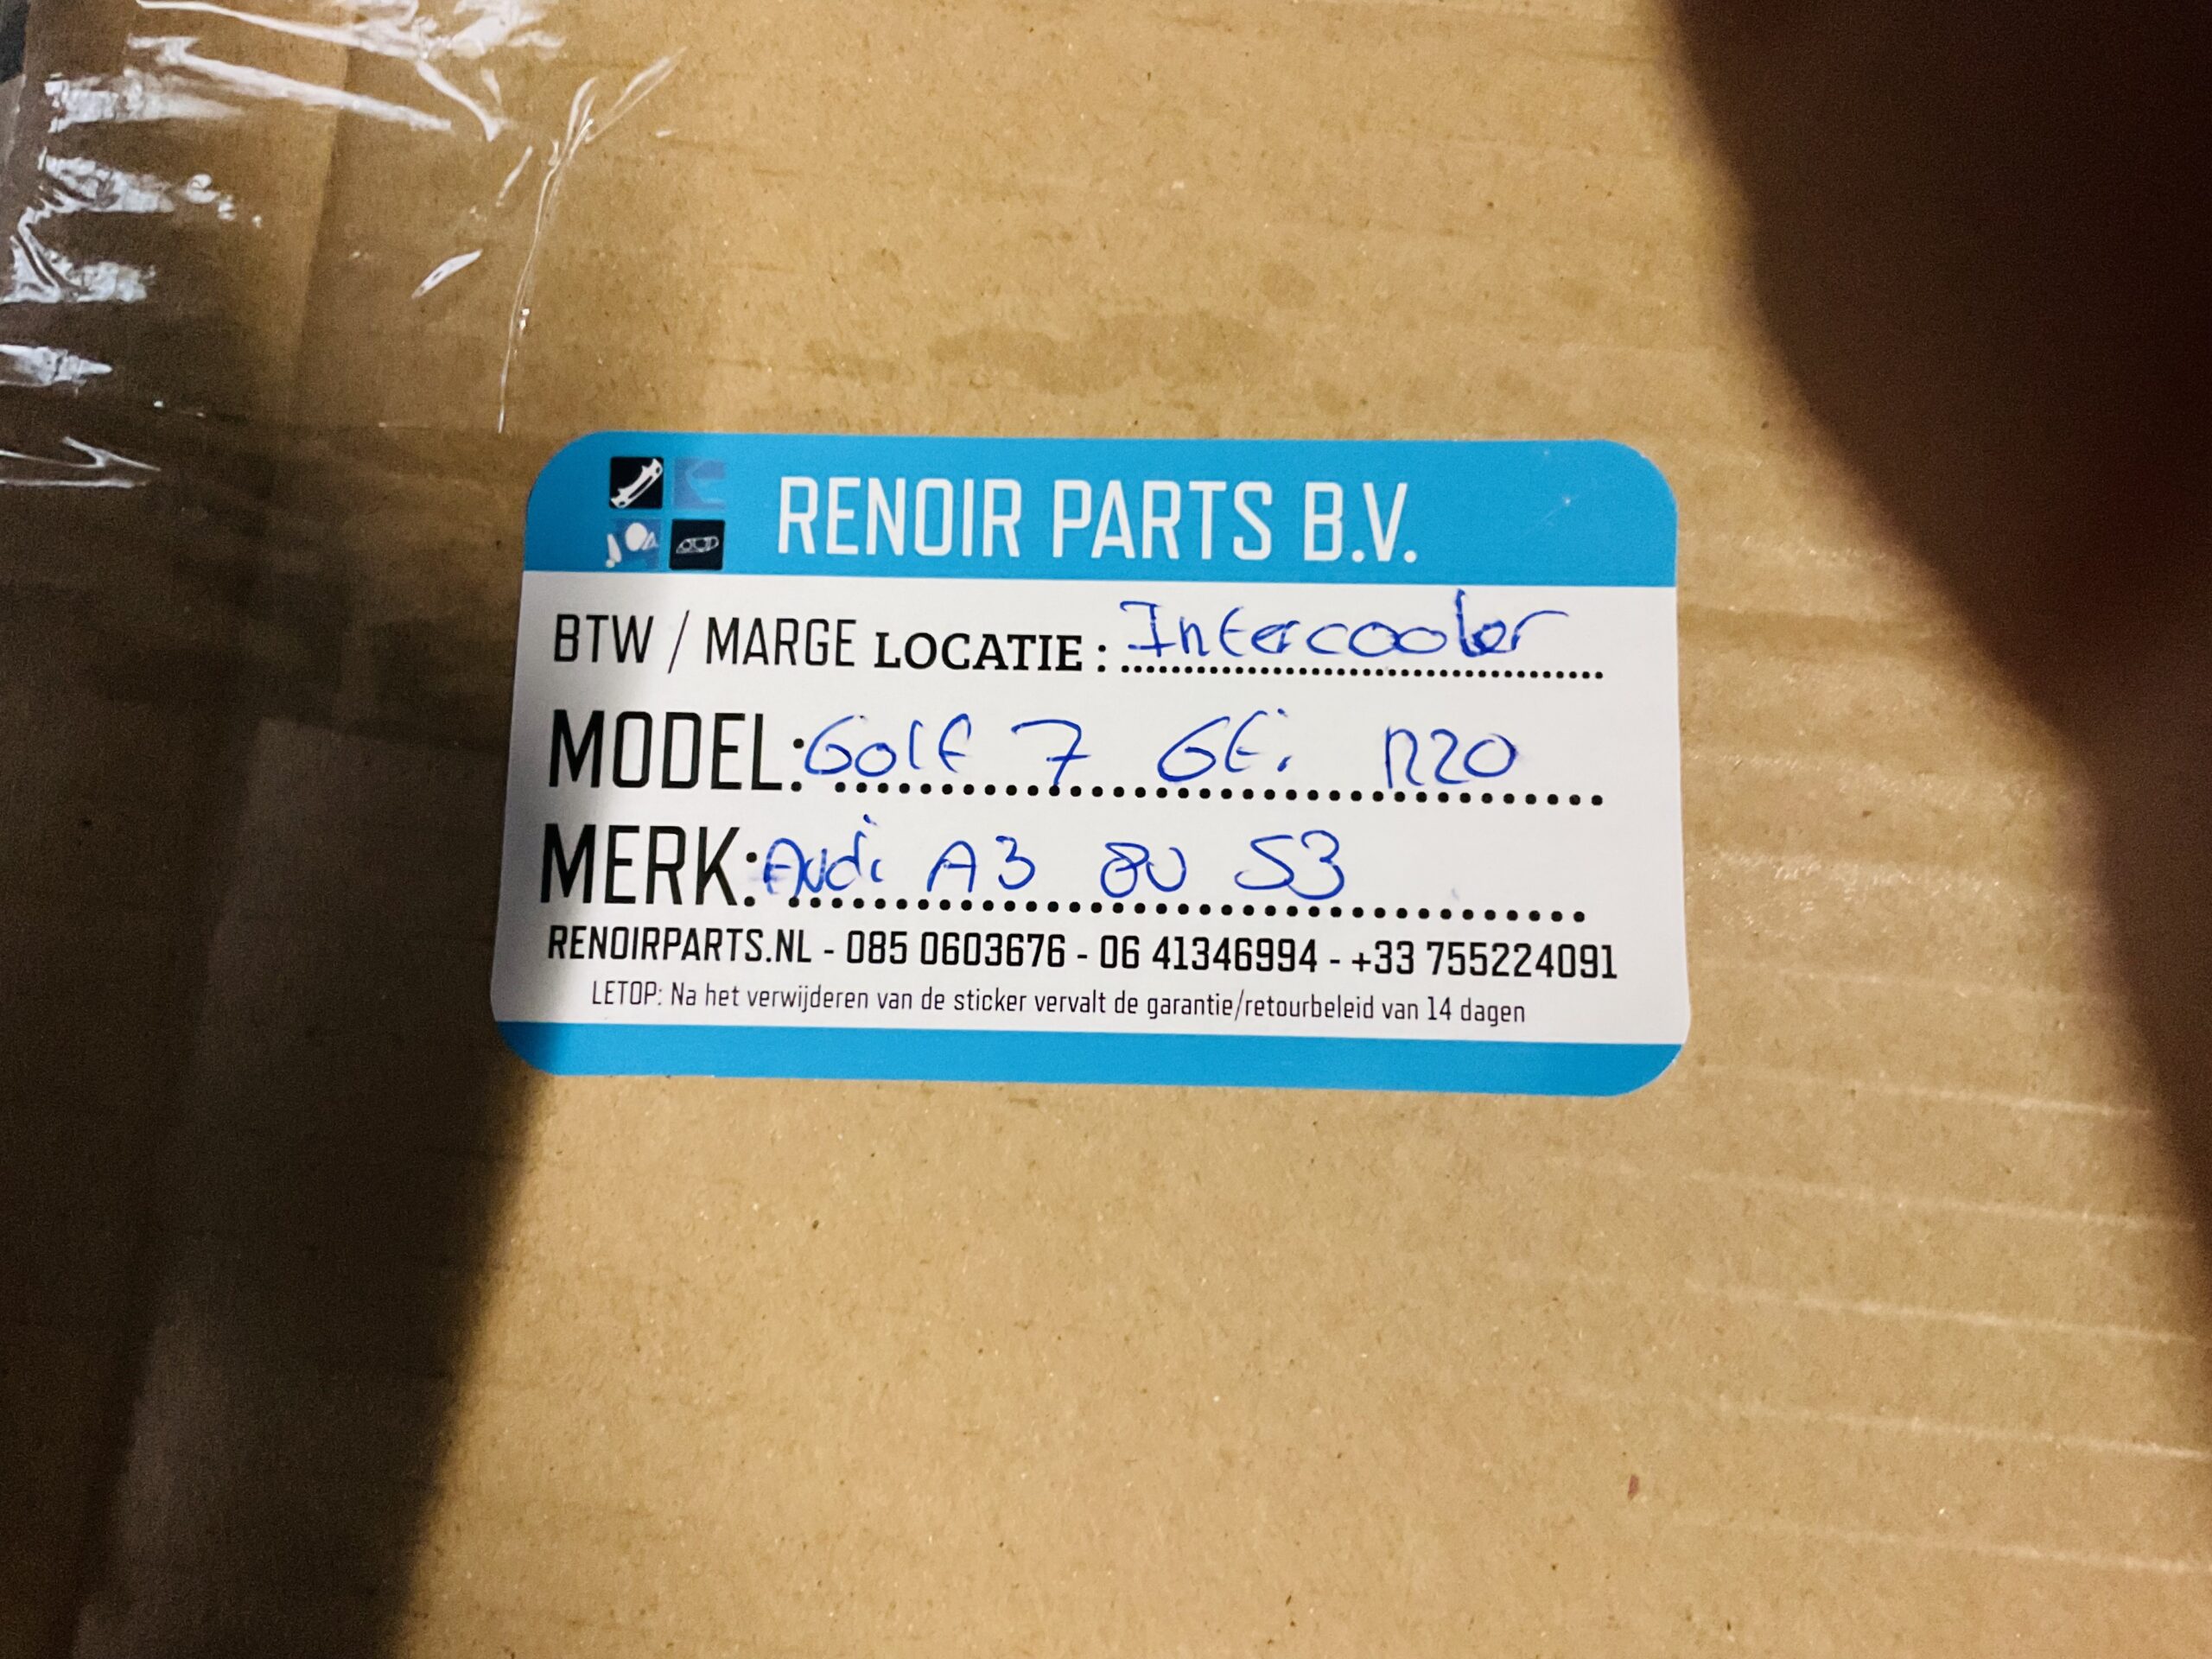 RENOIR PARTS B.V.
BTW / MARGE LOCATIE : Intercooler
MODEL: Golf 7 Gti R20
MERK: Audi A3 8V S3
RENOIRPARTS.NL - 085 0603676 - 06 41346994 - +33 755224091
LETOP: Na het verwijderen van de sticker vervalt de garantie/retourbeleid van 14 dagen